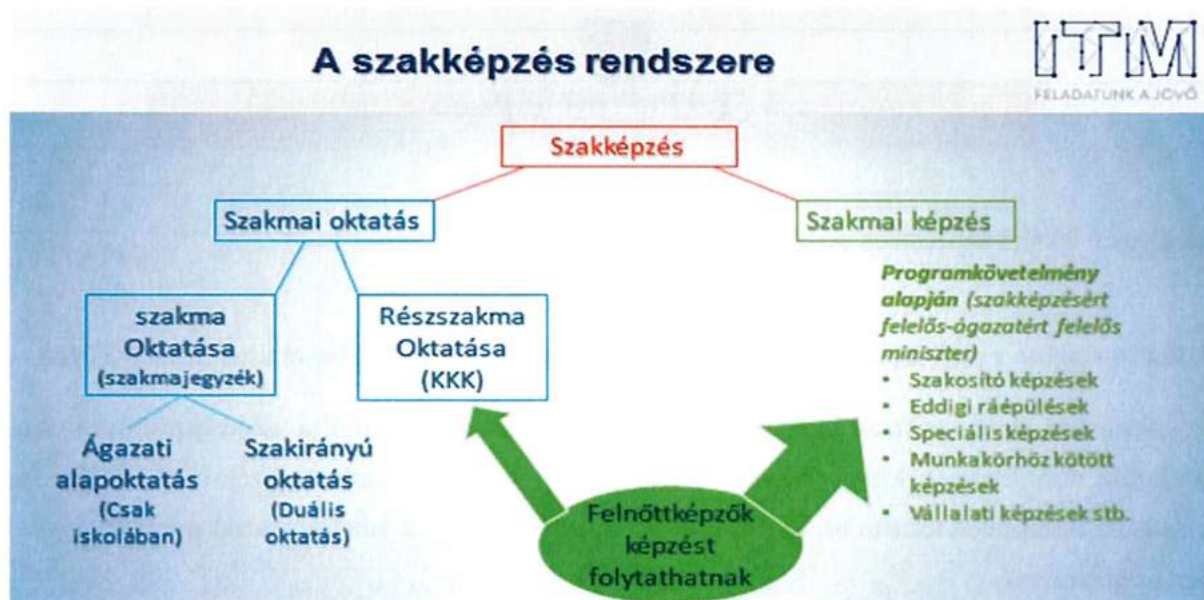 A szakképzés rendszere
ITM
FELADATUNK A JÖVŐ
Szakképzés
Szakmai oktatás
Szakmai képzés
szakma
Oktatása
(szakmajegyzék)
Részszakma
Oktatása
(KKK)
Ágazati
alapoktatás
(Csak
iskolában)
Szakirányú
oktatás
(Duális
oktatás)
Programkövetelmény
alapján (szakképzésért
felelős-ágazatért felelős
miniszter)
• Szakosító képzések
• Eddigi ráépülések
• Speciális képzések
• Munkakörhöz kötött
képzések
• Vállalati képzések stb.
Felnőttképzők
képzést
folytathatnak